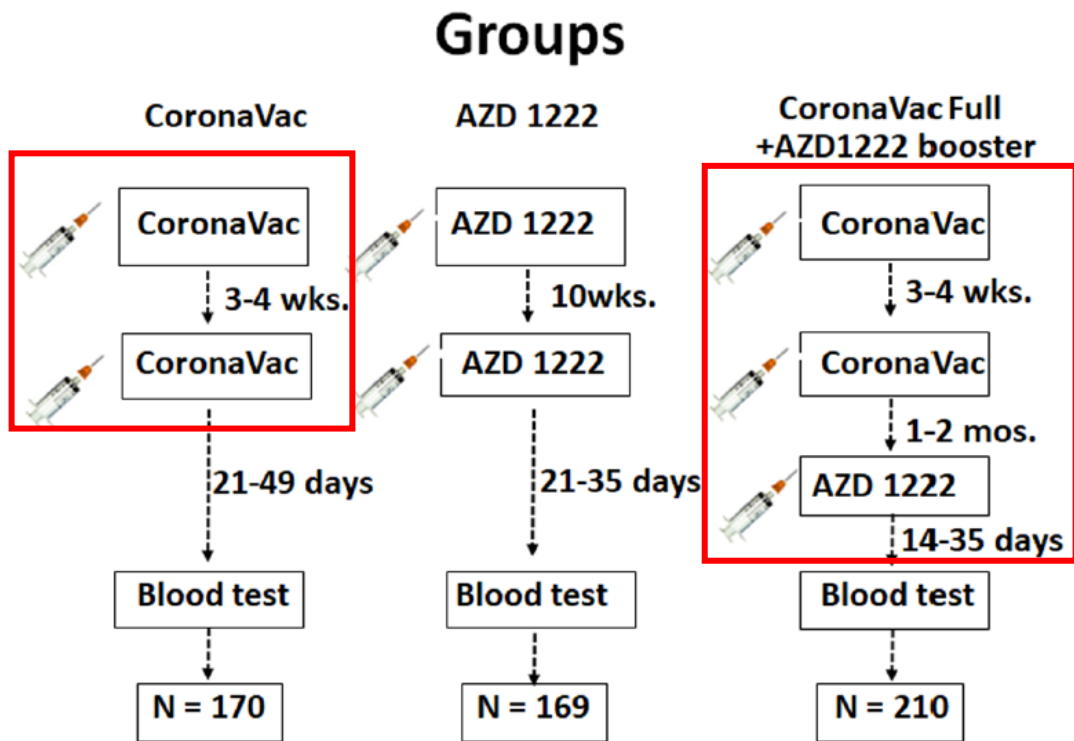 Groups
CoronaVac
CoronaVac
3-4 wks.
CoronaVac
21-49 days
Blood test
N = 170
AZD 1222
AZD 1222
10wks.
AZD 1222
21-35 days
Blood test
N = 169
CoronaVac Full
+AZD1222 booster
CoronaVac
3-4 wks.
CoronaVac
1-2 mos.
AZD 1222
14-35 days
Blood test
N = 210